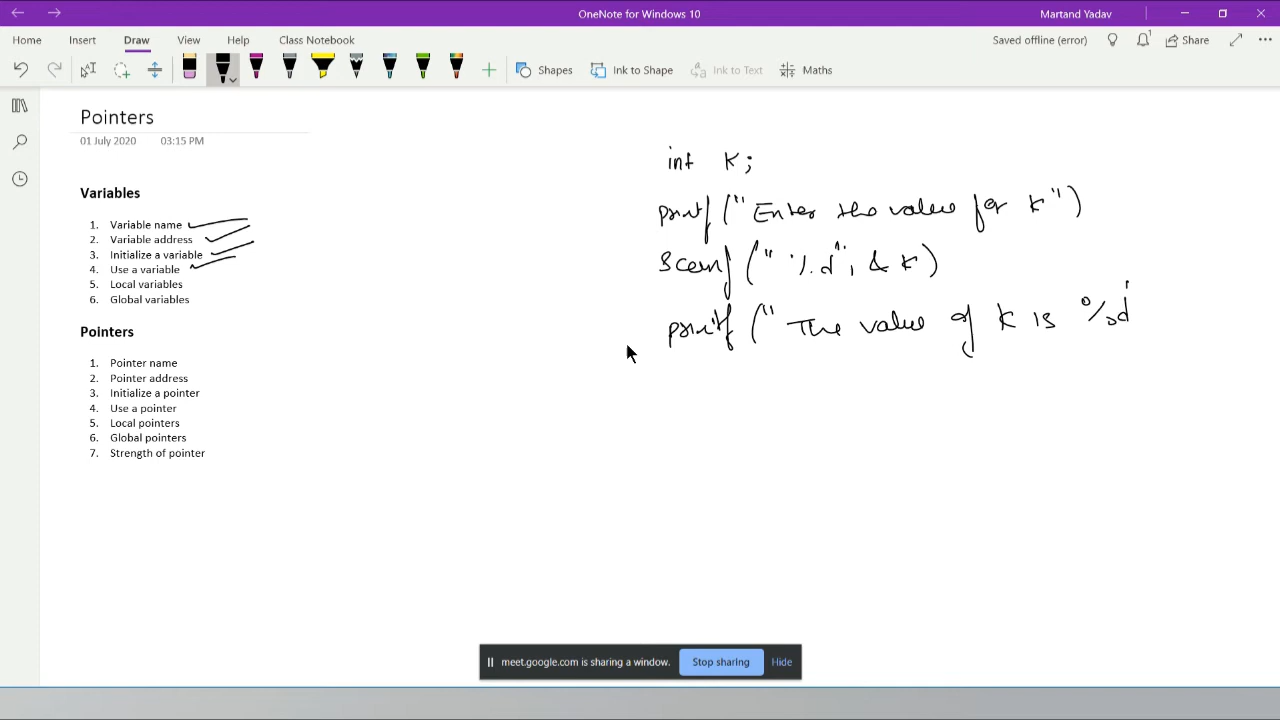 OneNote for Windows 10
Martand Yadav
Home Insert Draw View Help Class Notebook
Saved offline (error) Share
Shapes Ink to Shape Ink to Text Maths
Pointers
01 July 2020 03:15 PM
Variables
1. Variable name
2. Variable address
3. Initialize a variable
4. Use a variable
5. Local variables
6. Global variables
Pointers
1. Pointer name
2. Pointer address
3. Initialize a pointer
4. Use a pointer
5. Local pointers
6. Global pointers
7. Strength of pointer
int k;
printf ("Enter the value for k")
scanf ("%d", & k)
printf (" The value of k is %d
meet.google.com is sharing a window. Stop sharing Hide